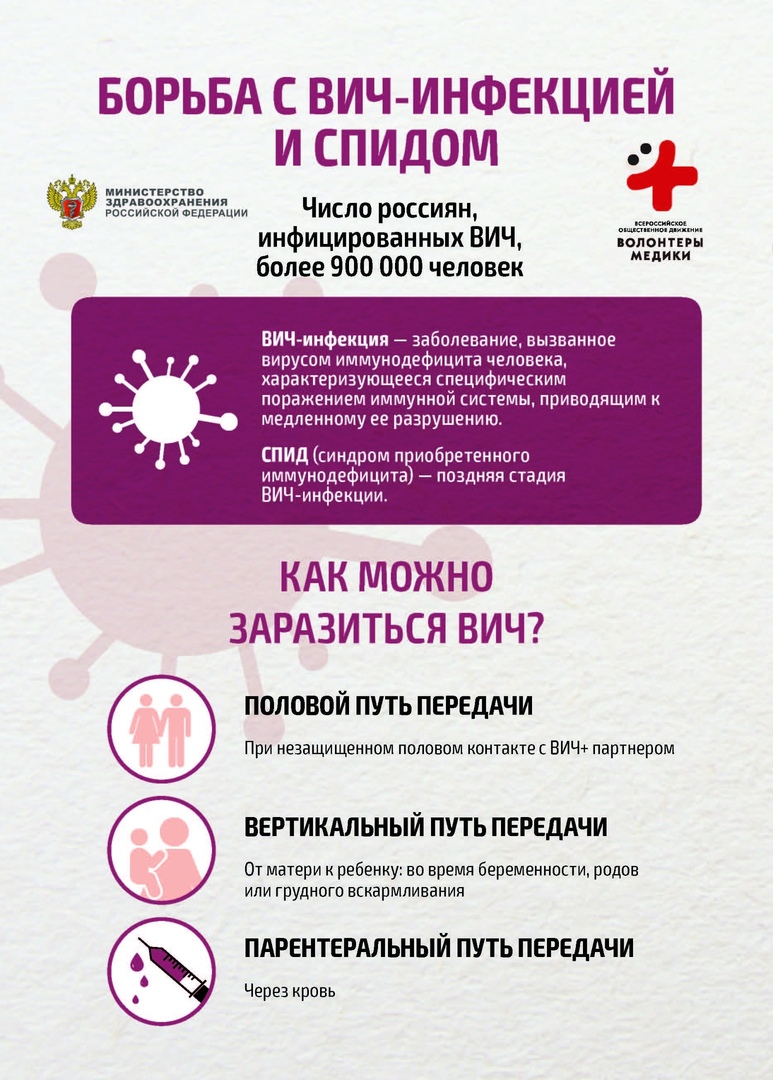 БОРЬБА С ВИЧ-ИНФЕКЦИЕЙ
И СПИДОМ
МИНИСТЕРСТВО
ЗДРАВООХРАНЕНИЯ
РОССИЙСКОЙ ФЕДЕРАЦИИ
Число россиян,
инфицированных ВИЧ,
более 900 000 человек
ВСЕРОССИЙСКОЕ
ОБЩЕСТВЕННОЕ ДВИЖЕНИЕ
ВОЛОНТЕРЫ
МЕДИКИ
ВИЧ-инфекция — заболевание, вызванное
вирусом иммунодефицита человека,
характеризующееся специфическим
поражением иммунной системы, приводящим к
медленному ее разрушению.
СПИД (синдром приобретенного
иммунодефицита) — поздняя стадия
ВИЧ-инфекции.
КАК МОЖНО
ЗАРАЗИТЬСЯ ВИЧ?
ПОЛОВОЙ ПУТЬ ПЕРЕДАЧИ
При незащищенном половом контакте с ВИЧ+ партнером
ВЕРТИКАЛЬНЫЙ ПУТЬ ПЕРЕДАЧИ
От матери к ребенку: во время беременности, родов
или грудного вскармливания
ПАРЕНТЕРАЛЬНЫЙ ПУТЬ ПЕРЕДАЧИ
Через кровь